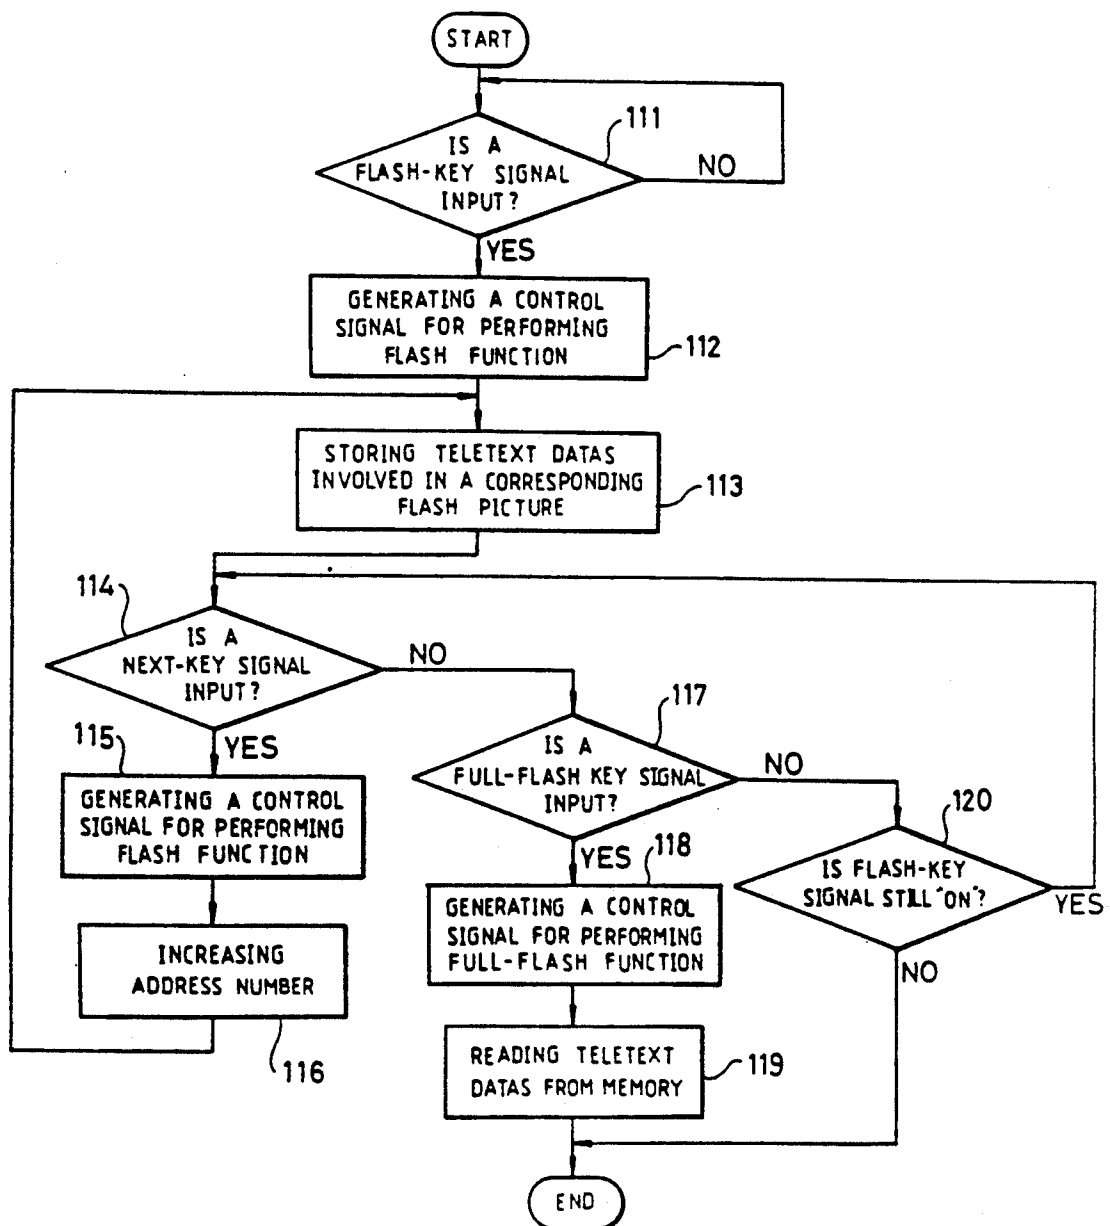 START
111
IS A
FLASH-KEY SIGNAL
INPUT?
NO
YES
GENERATING A CONTROL
SIGNAL FOR PERFORMING
FLASH FUNCTION
112
STORING TELETEXT DATAS
INVOLVED IN A CORRESPONDING
FLASH PICTURE
113
114
IS A
NEXT-KEY SIGNAL
INPUT?
NO
YES
117
IS A
FULL-FLASH KEY SIGNAL
INPUT?
NO
YES
115
GENERATING A CONTROL
SIGNAL FOR PERFORMING
FLASH FUNCTION
120
IS FLASH-KEY
SIGNAL STILL "ON"?
YES
NO
118
GENERATING A CONTROL
SIGNAL FOR PERFORMING
FULL-FLASH FUNCTION
INCREASING
ADDRESS NUMBER
116
READING TELETEXT
DATAS FROM MEMORY
119
END